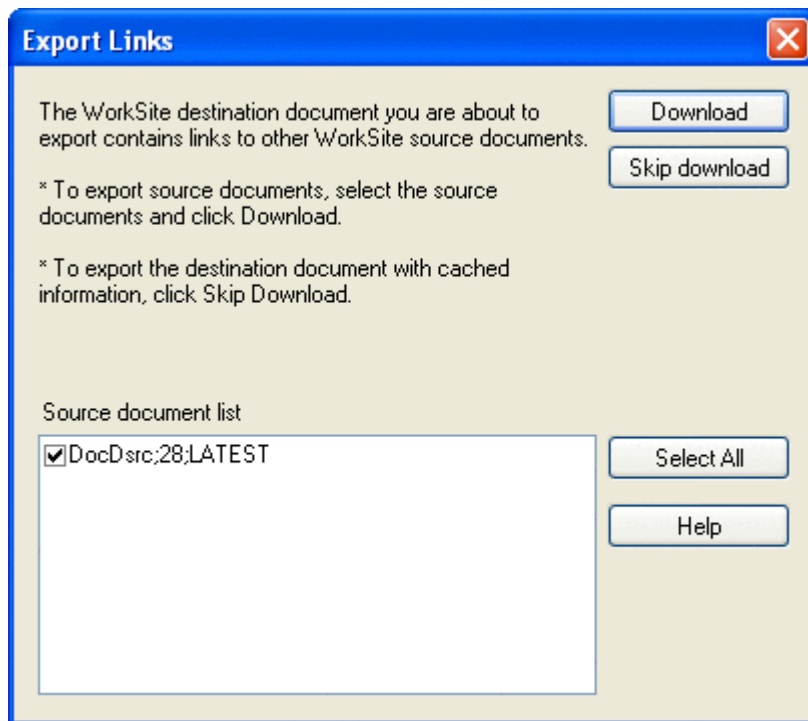 Export Links
The WorkSite destination document you are about to
export contains links to other WorkSite source documents.
* To export source documents, select the source
documents and click Download.
* To export the destination document with cached
information, click Skip Download.
Download
Skip download
Source document list
DocDsrc;28;LATEST
Select All
Help